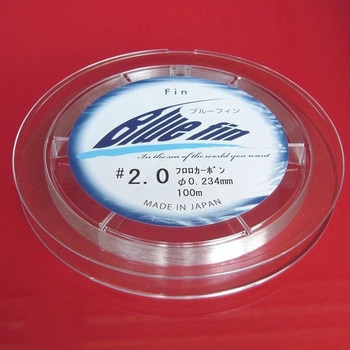 Fin
ブルーフィン
Blue fin
In the sea of the world you want
#2.0 フロロカーボン
φ0.234mm
100m
MADE IN JAPAN